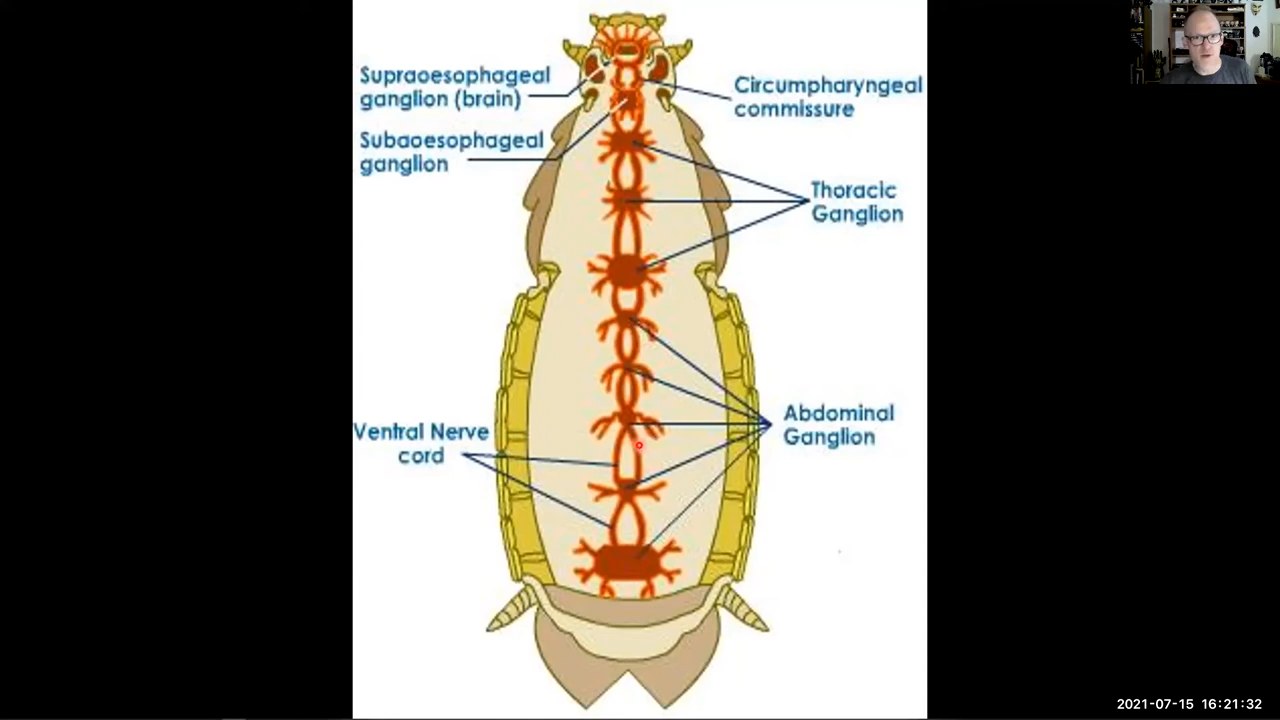 Supraoesophageal
ganglion (brain)
Circumpharyngeal
commissure
Subaoesophageal
ganglion
Thoracic
Ganglion
Ventral Nerve
cord
Abdominal
Ganglion
2021-07-15 16:21:32